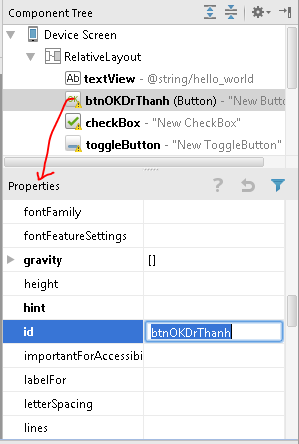 Component Tree
Device Screen
RelativeLayout
Ab textView - @string/hello_world
btnOKDrThanh (Button) - "New Butto
checkBox - "New CheckBox"
toggleButton - "New ToggleButton"
Properties
fontFamily
fontFeatureSettings
gravity []
height
hint
id btnOKDrThanh
importantForAccessibi
labelFor
letterSpacing
lines